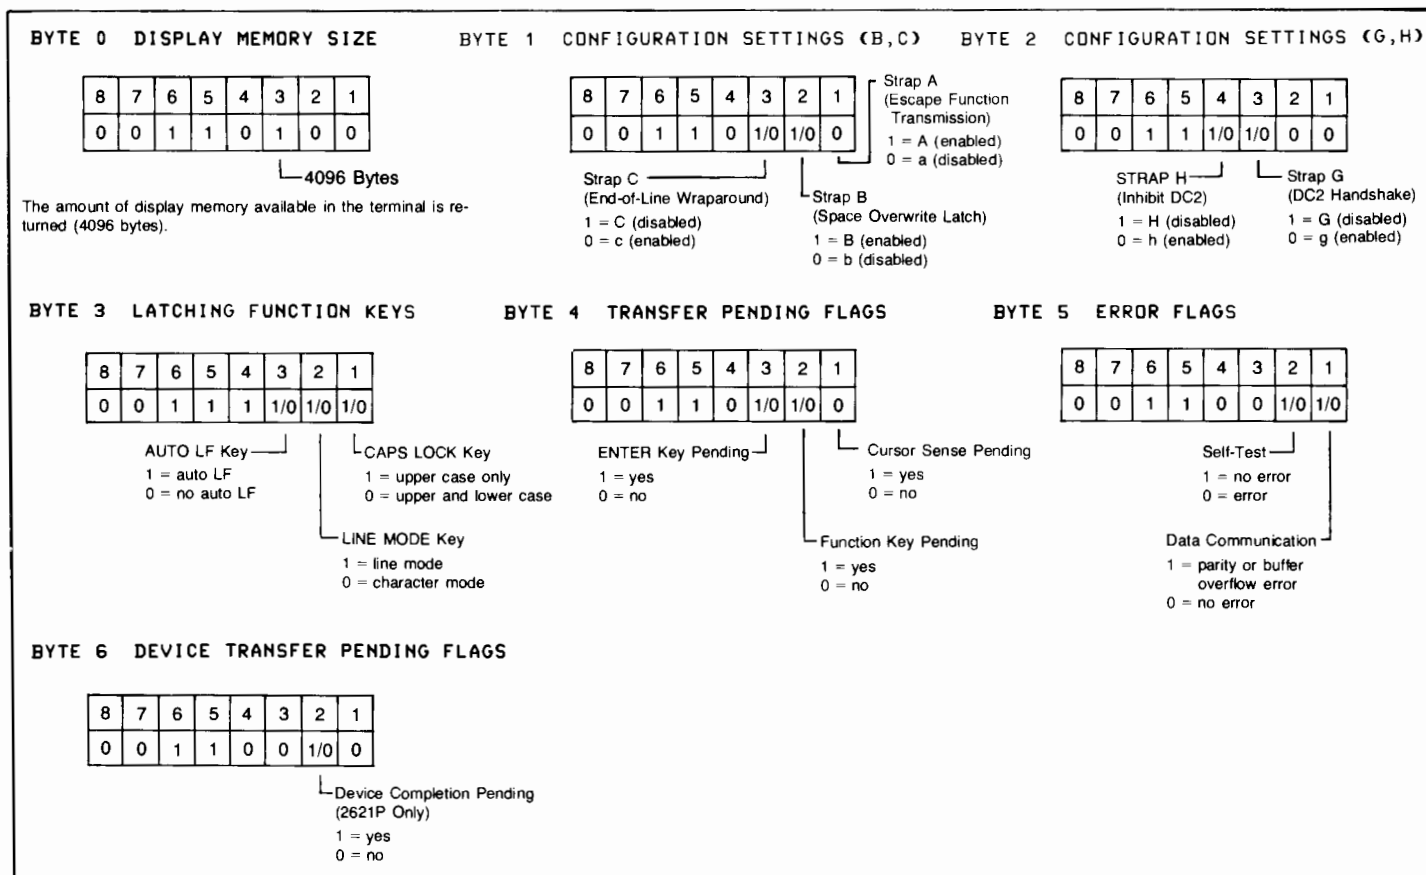 BYTE 0 DISPLAY MEMORY SIZE
8 7 6 5 4 3 2 1
0 0 1 1 0 1 0 0
4096 Bytes
The amount of display memory available in the terminal is re-
turned (4096 bytes).
BYTE 1 CONFIGURATION SETTINGS (B,C)
8 7 6 5 4 3 2 1
0 0 1 1 0 1/0 1/0 0
Strap A
(Escape Function
Transmission)
1 = A (enabled)
0 = a (disabled)
Strap C
(End-of-Line Wraparound)
1 = C (disabled)
0 = c (enabled)
Strap B
(Space Overwrite Latch)
1 = B (enabled)
0 = b (disabled)
BYTE 2 CONFIGURATION SETTINGS (G,H)
8 7 6 5 4 3 2 1
0 0 1 1 1/0 1/0 0 0
STRAP H
(Inhibit DC2)
1 = H (disabled)
0 = h (enabled)
Strap G
(DC2 Handshake)
1 = G (disabled)
0 = g (enabled)
BYTE 3 LATCHING FUNCTION KEYS
8 7 6 5 4 3 2 1
0 0 1 1 1 1/0 1/0 1/0
AUTO LF Key
1 = auto LF
0 = no auto LF
CAPS LOCK Key
1 = upper case only
0 = upper and lower case
LINE MODE Key
1 = line mode
0 = character mode
BYTE 4 TRANSFER PENDING FLAGS
8 7 6 5 4 3 2 1
0 0 1 1 0 1/0 1/0 0
ENTER Key Pending
1 = yes
0 = no
Cursor Sense Pending
1 = yes
0 = no
Function Key Pending
1 = yes
0 = no
BYTE 5 ERROR FLAGS
8 7 6 5 4 3 2 1
0 0 1 1 0 0 1/0 1/0
Self-Test
1 = no error
0 = error
Data Communication
1 = parity or buffer
overflow error
0 = no error
BYTE 6 DEVICE TRANSFER PENDING FLAGS
8 7 6 5 4 3 2 1
0 0 1 1 0 0 1/0 0
Device Completion Pending
(2621P Only)
1 = yes
0 = no